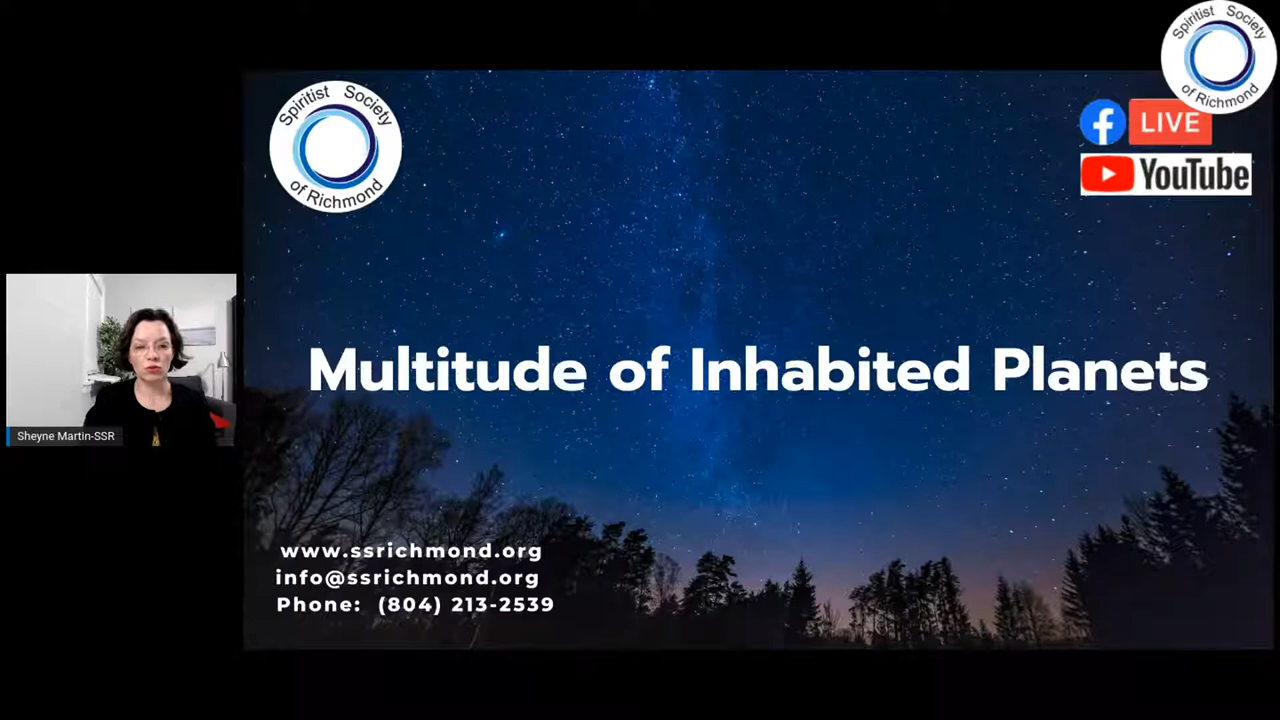 Spiritist Society
of Richmond
Spiritist Society
of Richmond
f LIVE
YouTube
Multitude of Inhabited Planets
Sheyne Martin-SSR
www.ssrichmond.org
info@ssrichmond.org
Phone: (804) 213-2539